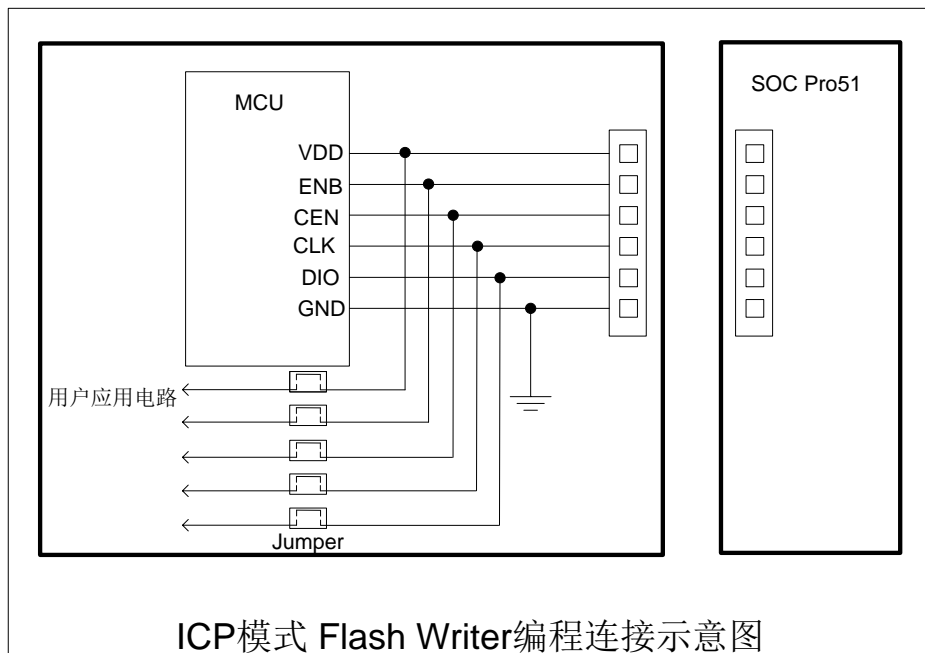 MCU
SOC Pro51
VDD
ENB
CEN
CLK
DIO
GND
用户应用电路
Jumper
ICP模式 Flash Writer编程连接示意图